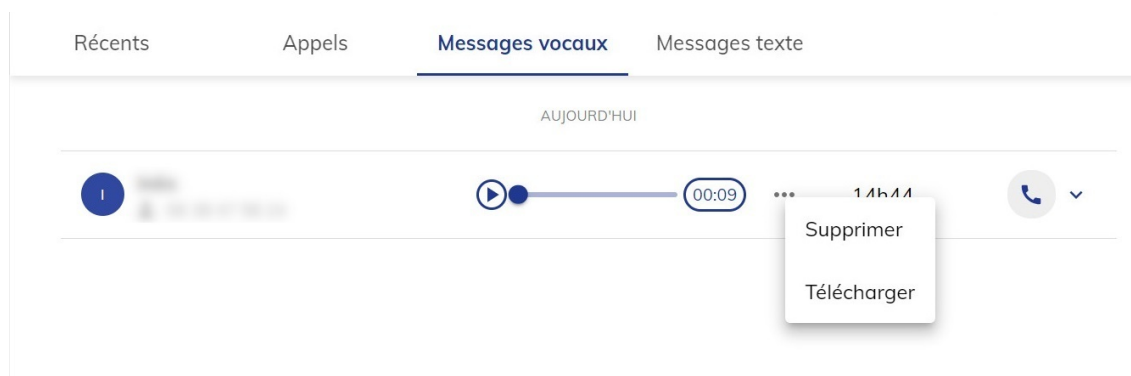 Récents Appels Messages vocaux Messages texte
AUJOURD'HUI
I 00:09 14h44
Supprimer
Télécharger